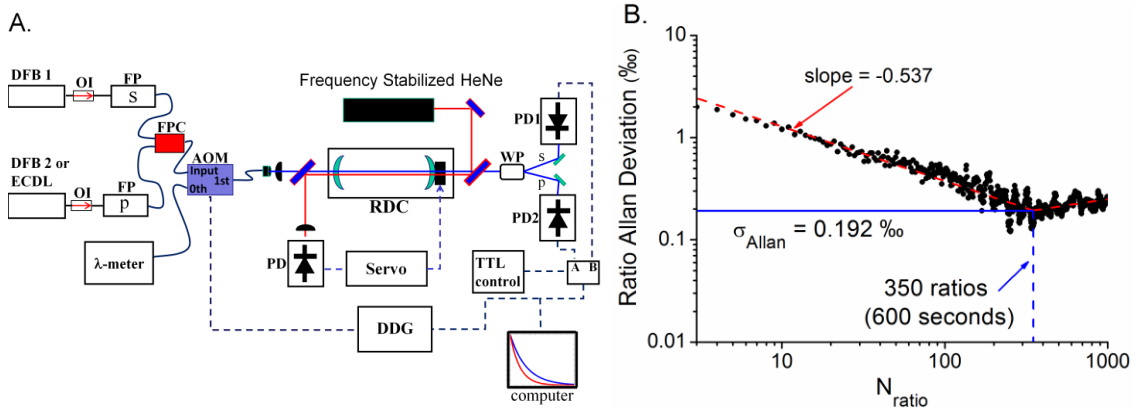 A.
DFB 1
OI
FP
S
FPC
AOM
Input
1st
0th
DFB 2 or
ECDL
OI
FP
p
λ-meter
Frequency Stabilized HeNe
RDC
PD
Servo
DDG
WP
s
p
PD1
PD2
A B
TTL
control
computer
B.
Ratio Allan Deviation (‰)
10
1
0.1
0.01
slope = -0.537
σAllan = 0.192 ‰
350 ratios
(600 seconds)
10
100
1000
Nratio